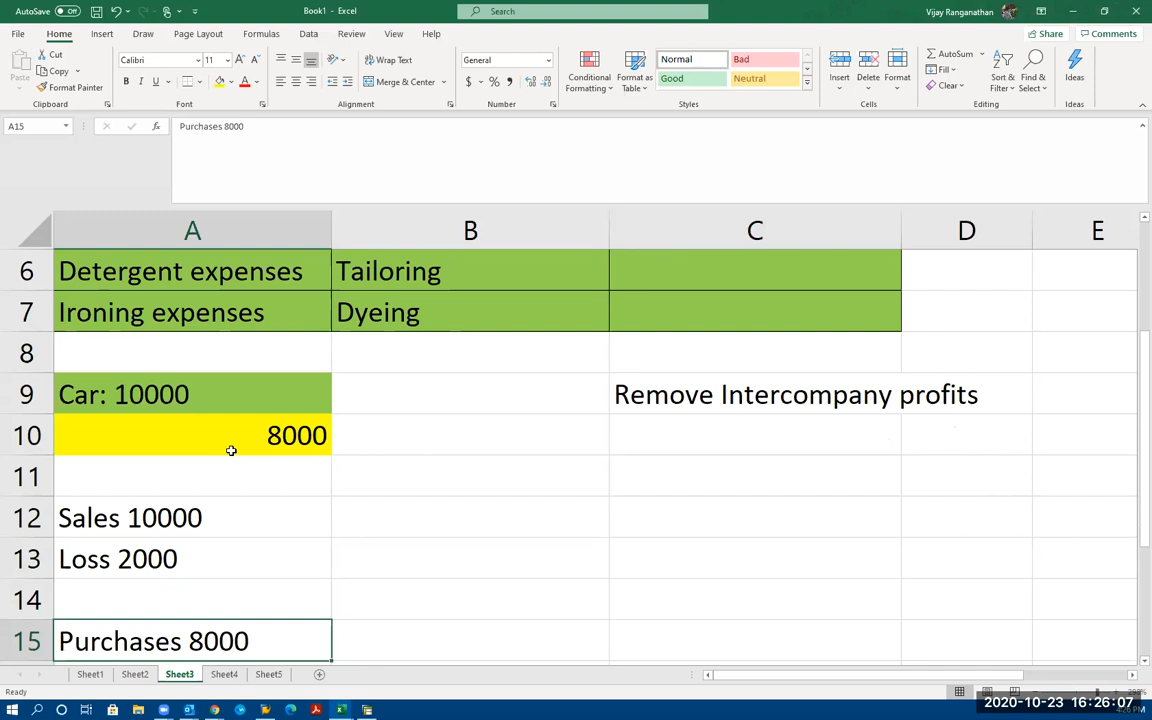 AutoSave Off
Book1 - Excel
Search
Vijay Ranganathan
File Home Insert Draw Page Layout Formulas Data Review View Help
Share Comments
Paste
Cut
Copy
Format Painter
Calibri 11
B I U
Wrap Text
Merge & Center
General
$ % ,
Conditional Formatting
Format as Table
Normal Bad
Good Neutral
Insert Delete Format
AutoSum
Fill
Clear
Sort & Filter
Find & Select
Ideas
Clipboard Font Alignment Number Styles Cells Editing Ideas
A15 fx Purchases 8000
A B C D E
6 Detergent expenses Tailoring
7 Ironing expenses Dyeing
8
9 Car: 10000 Remove Intercompany profits
10 8000
11
12 Sales 10000
13 Loss 2000
14
15 Purchases 8000
Sheet1 Sheet2 Sheet3 Sheet4 Sheet5
Ready
2020-10-23 16:26:07